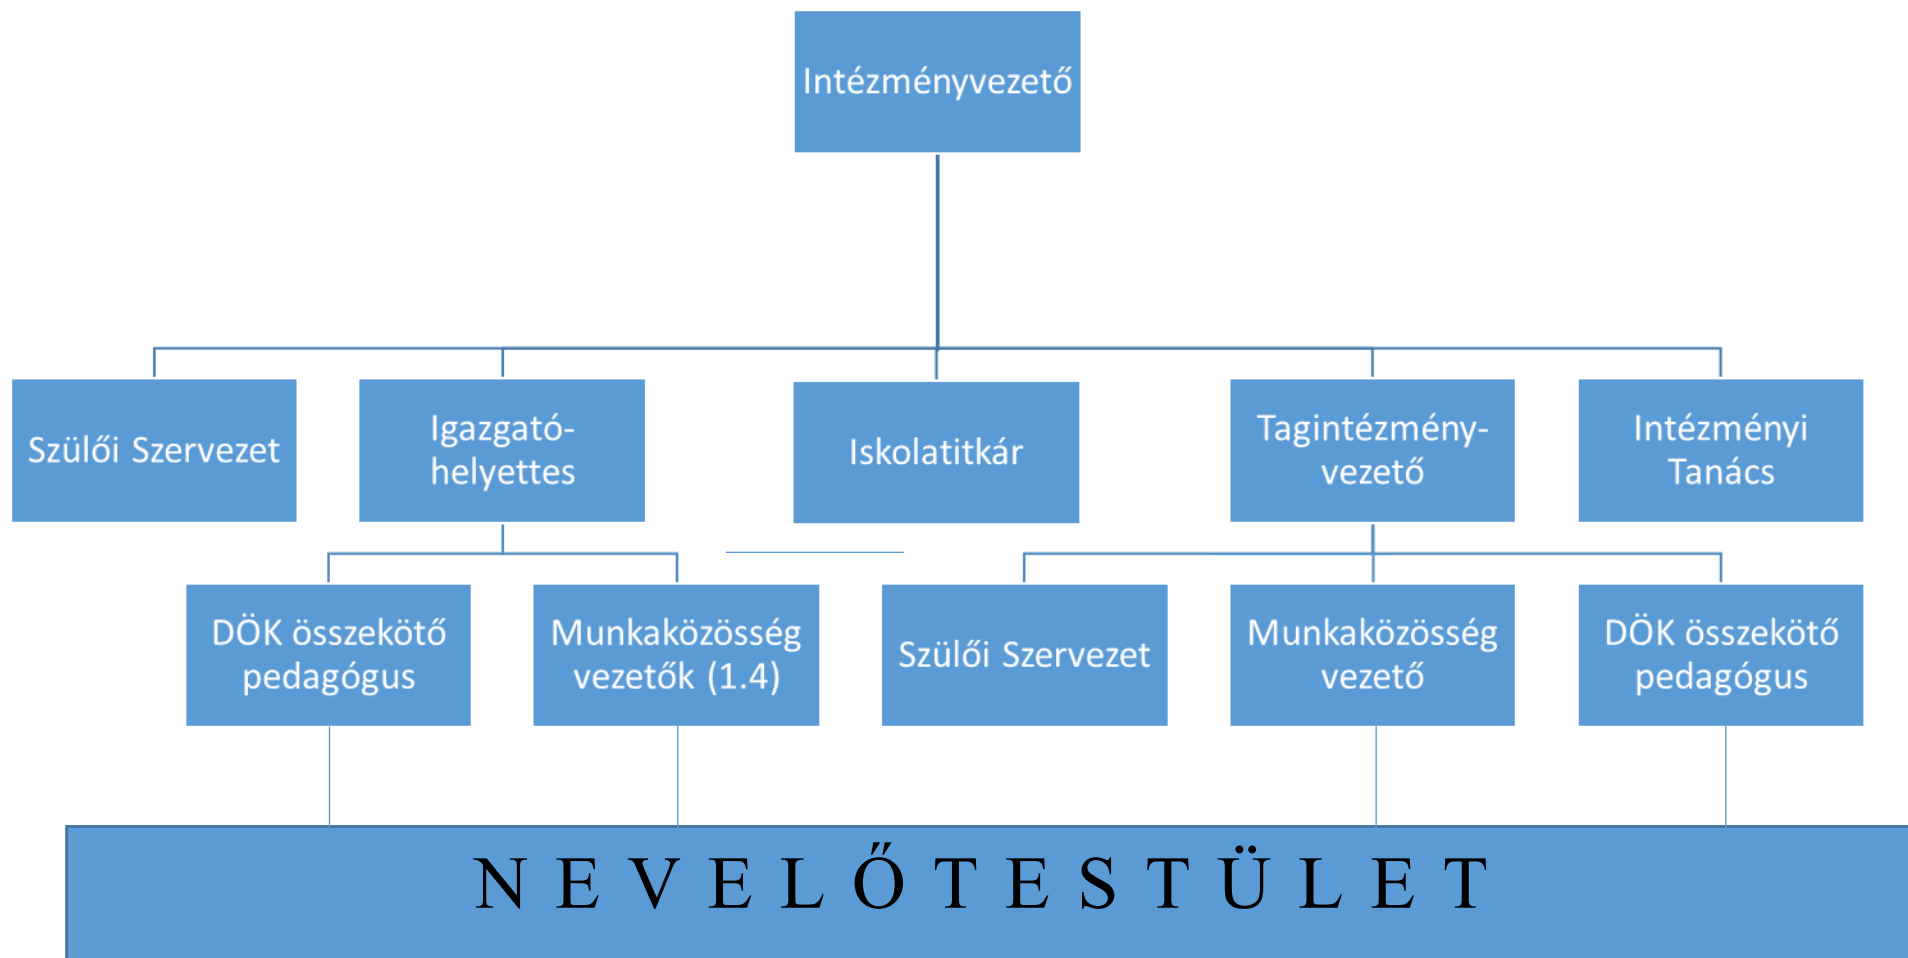 Intézményvezető
Szülői Szervezet
Igazgató-
helyettes
Iskolatitkár
Tagintézmény-
vezető
Intézményi
Tanács
DÖK összekötő
pedagógus
Munkaközösség
vezetők (1.4)
Szülői Szervezet
Munkaközösség
vezető
DÖK összekötő
pedagógus
N E V E L Ő T E S T Ü L E T